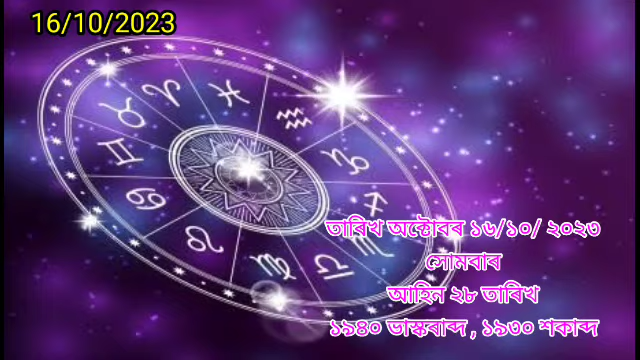 16/10/2023
তাৰিখ অক্টোবৰ ১৬/১০/ ২০২৩
সোমবাৰ
আহিন ২৮ তাৰিখ
১৯৪০ ভাস্কৰাব্দ , ১৯৩০ শকাব্দ